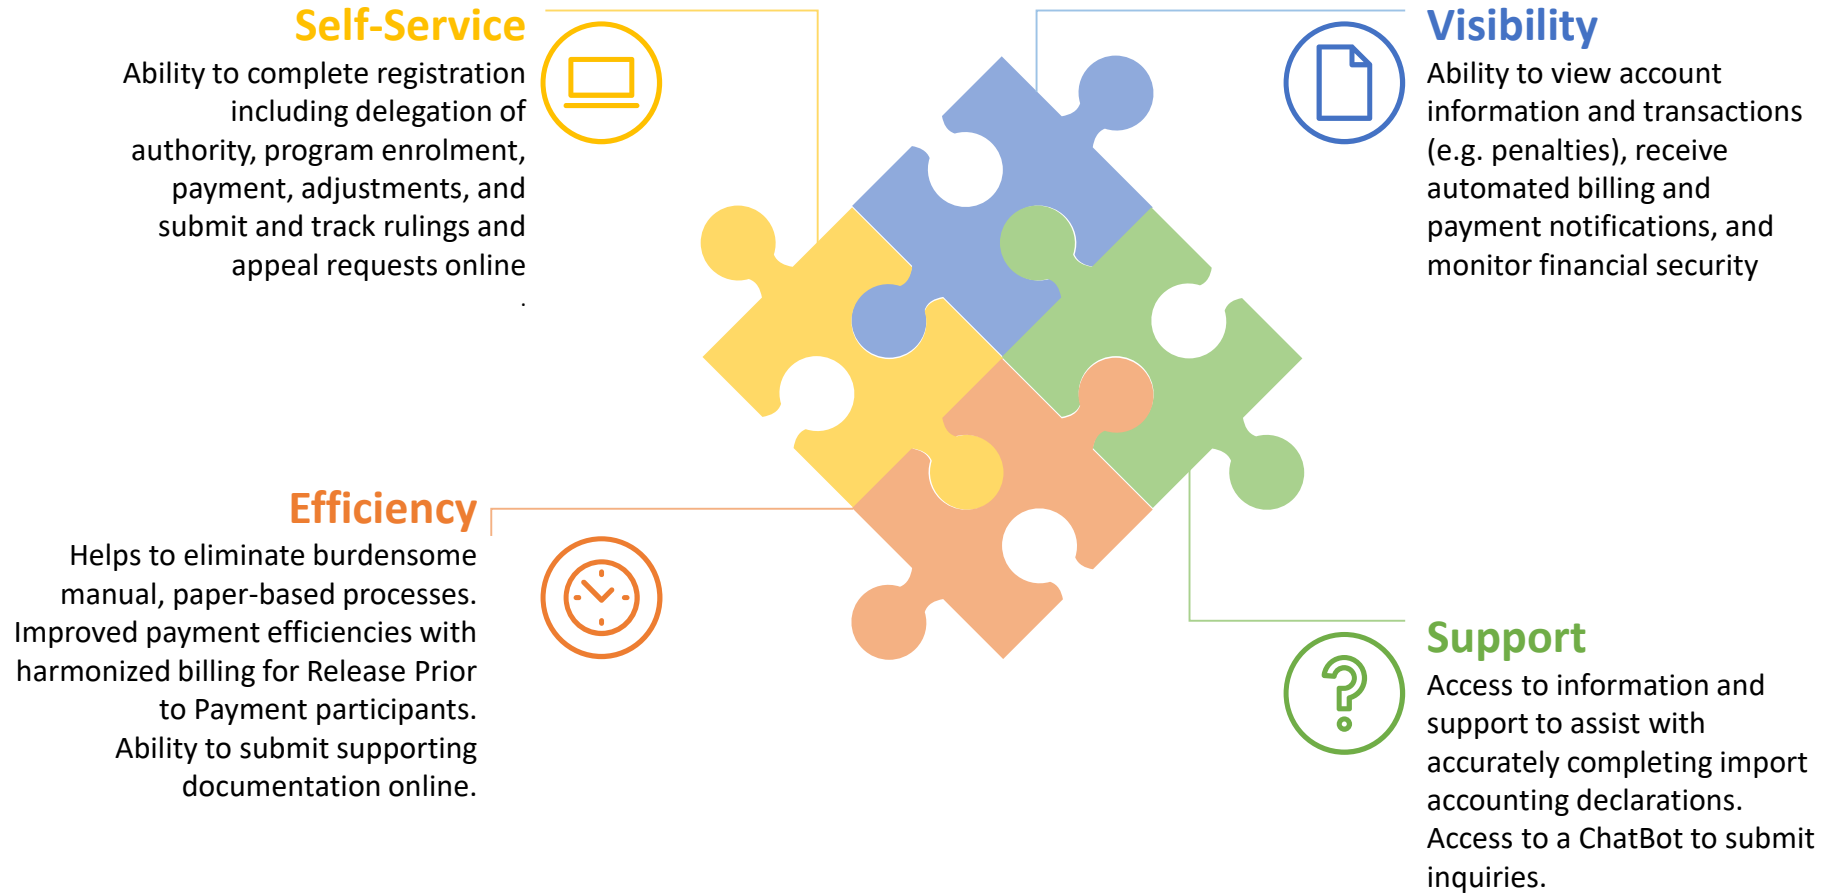 Self-Service
Ability to complete registration
including delegation of
authority, program enrolment,
payment, adjustments, and
submit and track rulings and
appeal requests online
.
Visibility
Ability to view account
information and transactions
(e.g. penalties), receive
automated billing and
payment notifications, and
monitor financial security
Efficiency
Helps to eliminate burdensome
manual, paper-based processes.
Improved payment efficiencies with
harmonized billing for Release Prior
to Payment participants.
Ability to submit supporting
documentation online.
Support
Access to information and
support to assist with
accurately completing import
accounting declarations.
Access to a ChatBot to submit
inquiries.